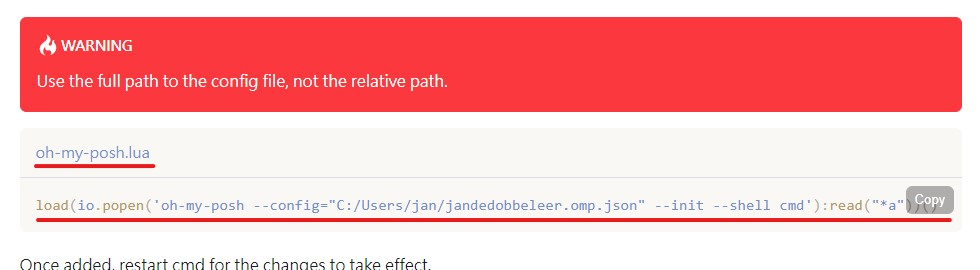 WARNING
Use the full path to the config file, not the relative path.
oh-my-posh.lua
load(io.popen('oh-my-posh --config="C:/Users/jan/jandedobbeleer.omp.json" --init --shell cmd'):read("*a"))()
Copy
Once added, restart cmd for the changes to take effect.